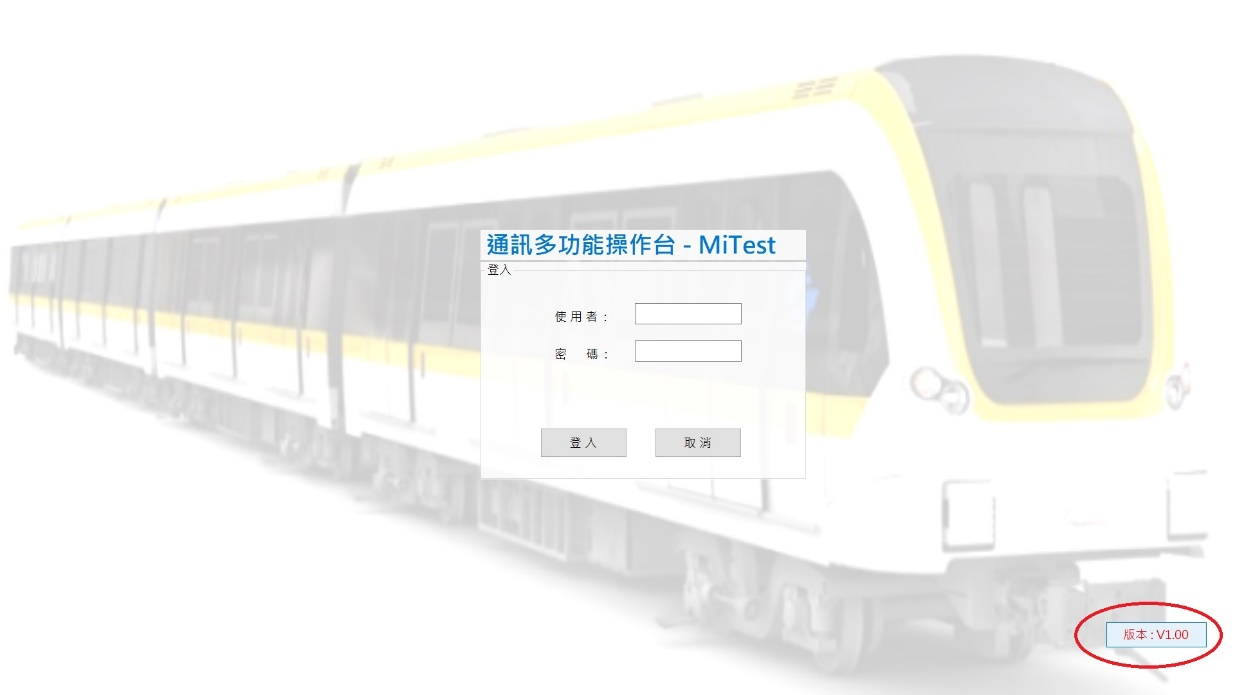 通訊多功能操作台 - MiTest
登入
使用者：
密　碼：
登入　取消
版本 : V1.00